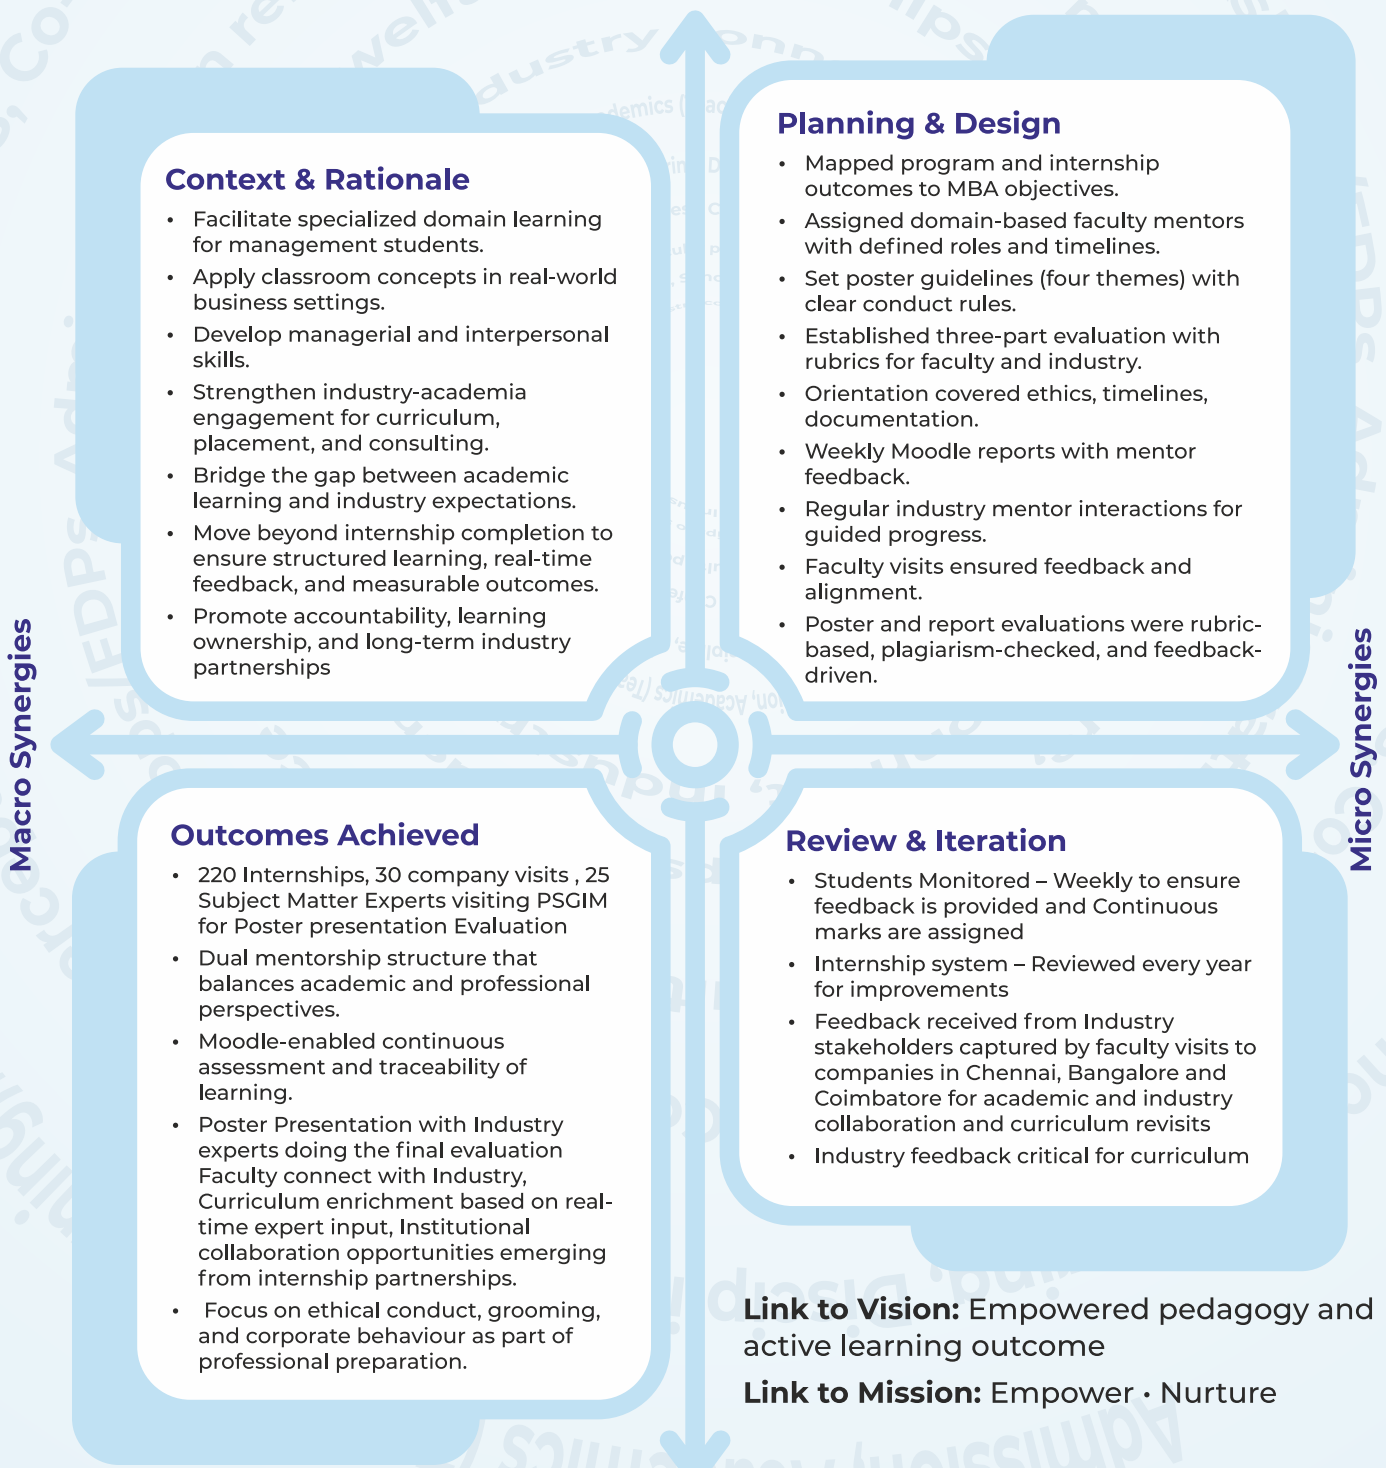 Context & Rationale
• Facilitate specialized domain learning
for management students.
• Apply classroom concepts in real-world
business settings.
• Develop managerial and interpersonal
skills.
• Strengthen industry-academia
engagement for curriculum,
placement, and consulting.
• Bridge the gap between academic
learning and industry expectations.
• Move beyond internship completion to
ensure structured learning, real-time
feedback, and measurable outcomes.
• Promote accountability, learning
ownership, and long-term industry
partnerships
Planning & Design
• Mapped program and internship
outcomes to MBA objectives.
• Assigned domain-based faculty mentors
with defined roles and timelines.
• Set poster guidelines (four themes) with
clear conduct rules.
• Established three-part evaluation with
rubrics for faculty and industry.
• Orientation covered ethics, timelines,
documentation.
• Weekly Moodle reports with mentor
feedback.
• Regular industry mentor interactions for
guided progress.
• Faculty visits ensured feedback and
alignment.
• Poster and report evaluations were rubric-
based, plagiarism-checked, and feedback-
driven.
Macro Synergies
Micro Synergies
Outcomes Achieved
• 220 Internships, 30 company visits , 25
Subject Matter Experts visiting PSGIM
for Poster presentation Evaluation
• Dual mentorship structure that
balances academic and professional
perspectives.
• Moodle-enabled continuous
assessment and traceability of
learning.
• Poster Presentation with Industry
experts doing the final evaluation
Faculty connect with Industry,
Curriculum enrichment based on real-
time expert input, Institutional
collaboration opportunities emerging
from internship partnerships.
• Focus on ethical conduct, grooming,
and corporate behaviour as part of
professional preparation.
Review & Iteration
• Students Monitored – Weekly to ensure
feedback is provided and Continuous
marks are assigned
• Internship system – Reviewed every year
for improvements
• Feedback received from Industry
stakeholders captured by faculty visits to
companies in Chennai, Bangalore and
Coimbatore for academic and industry
collaboration and curriculum revisits
• Industry feedback critical for curriculum
Link to Vision: Empowered pedagogy and
active learning outcome
Link to Mission: Empower • Nurture